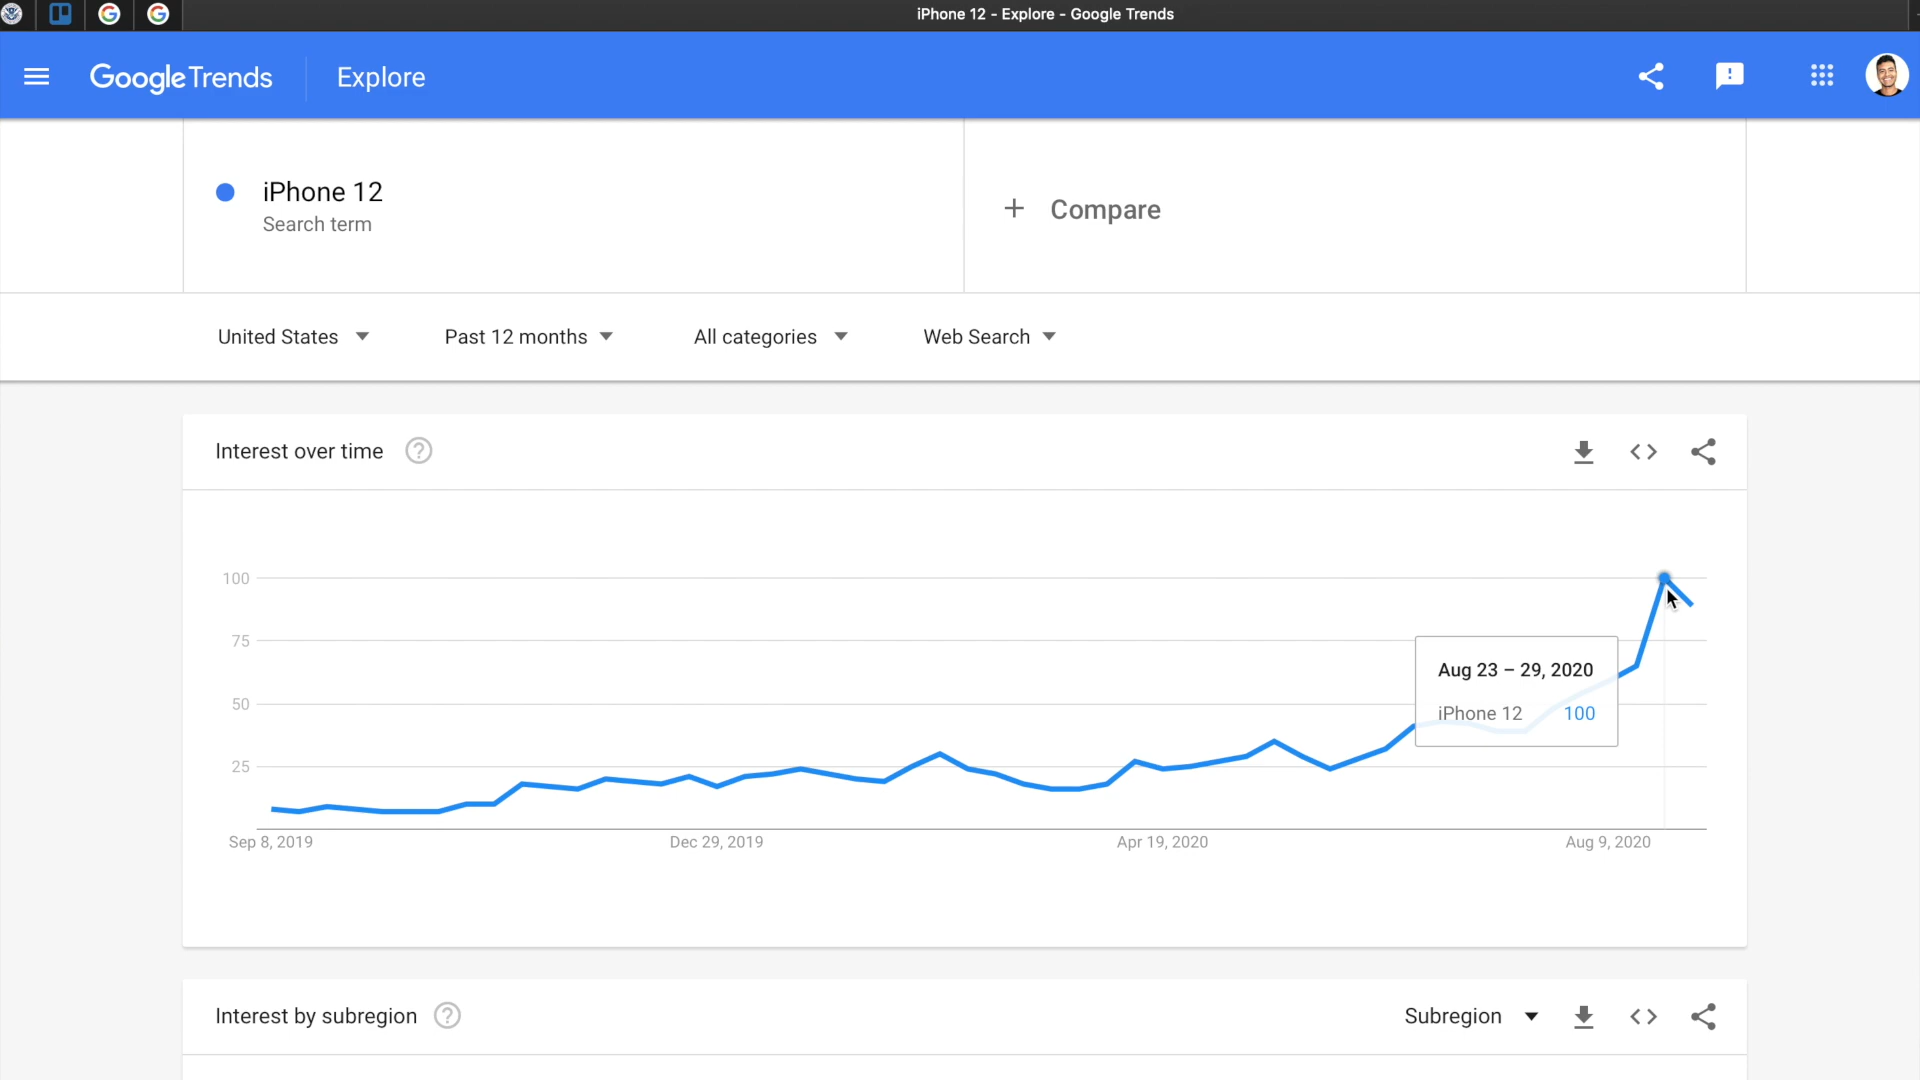 iPhone 12 - Explore - Google Trends
Google Trends
Explore
iPhone 12
Search term
+ Compare
United States
Past 12 months
All categories
Web Search
Interest over time
100
75
50
25
Aug 23 – 29, 2020
iPhone 12 100
Sep 8, 2019
Dec 29, 2019
Apr 19, 2020
Aug 9, 2020
Interest by subregion
Subregion